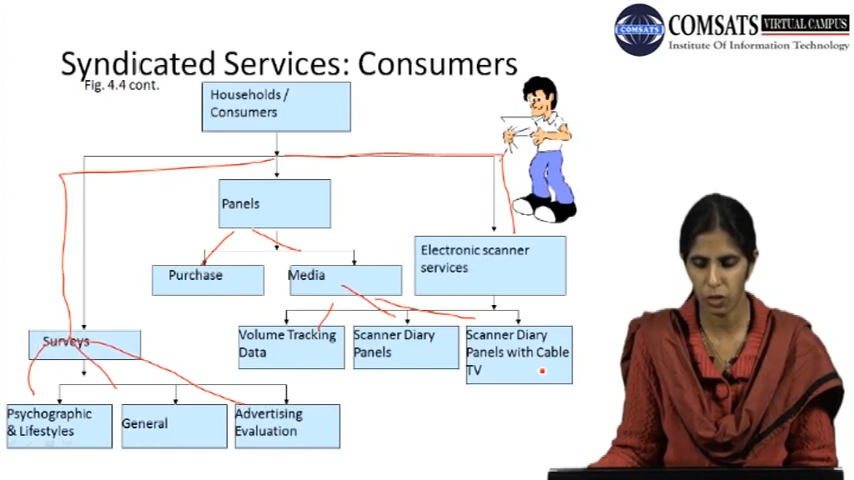 COMSATS VIRTUAL CAMPUS
COMSATS
Institute Of Information Technology
Syndicated Services: Consumers
Fig. 4.4 cont.
Households /
Consumers
Panels
Electronic scanner
services
Purchase
Media
Volume Tracking
Data
Scanner Diary
Panels
Scanner Diary
Panels with Cable
TV
Surveys
Psychographic
& Lifestyles
General
Advertising
Evaluation